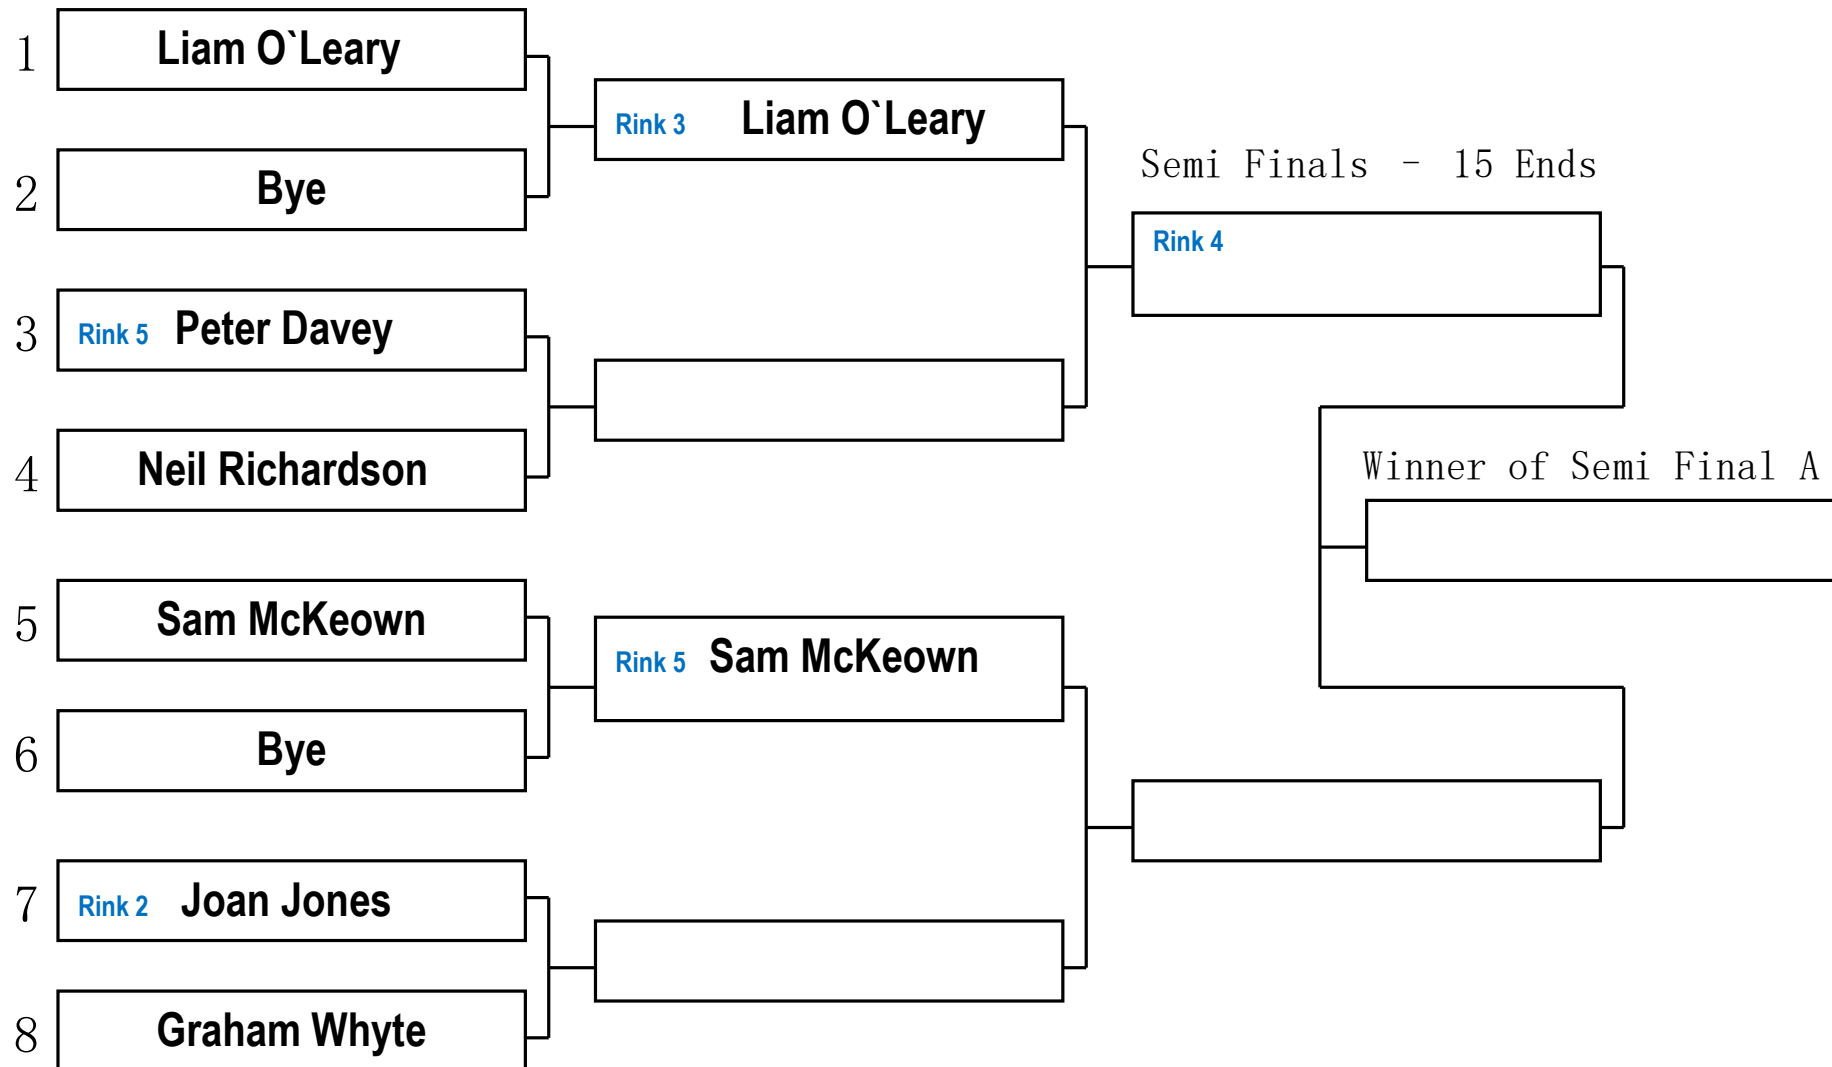 1 Liam O`Leary
Rink 3 Liam O`Leary
2 Bye
Semi Finals - 15 Ends
Rink 4
3 Rink 5 Peter Davey
4 Neil Richardson
Winner of Semi Final A
5 Sam McKeown
Rink 5 Sam McKeown
6 Bye
7 Rink 2 Joan Jones
8 Graham Whyte